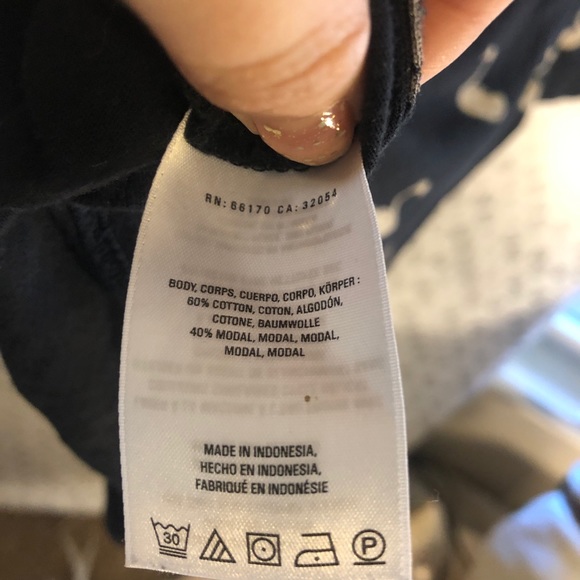 RN: 66170 CA: 32054
BODY, CORPS, CUERPO, CORPO, KÖRPER :
60% COTTON, COTON, ALGODÓN,
COTONE, BAUMWOLLE
40% MODAL, MODAL, MODAL,
MODAL, MODAL
MADE IN INDONESIA,
HECHO EN INDONESIA,
FABRIQUÉ EN INDONÉSIE
30 P